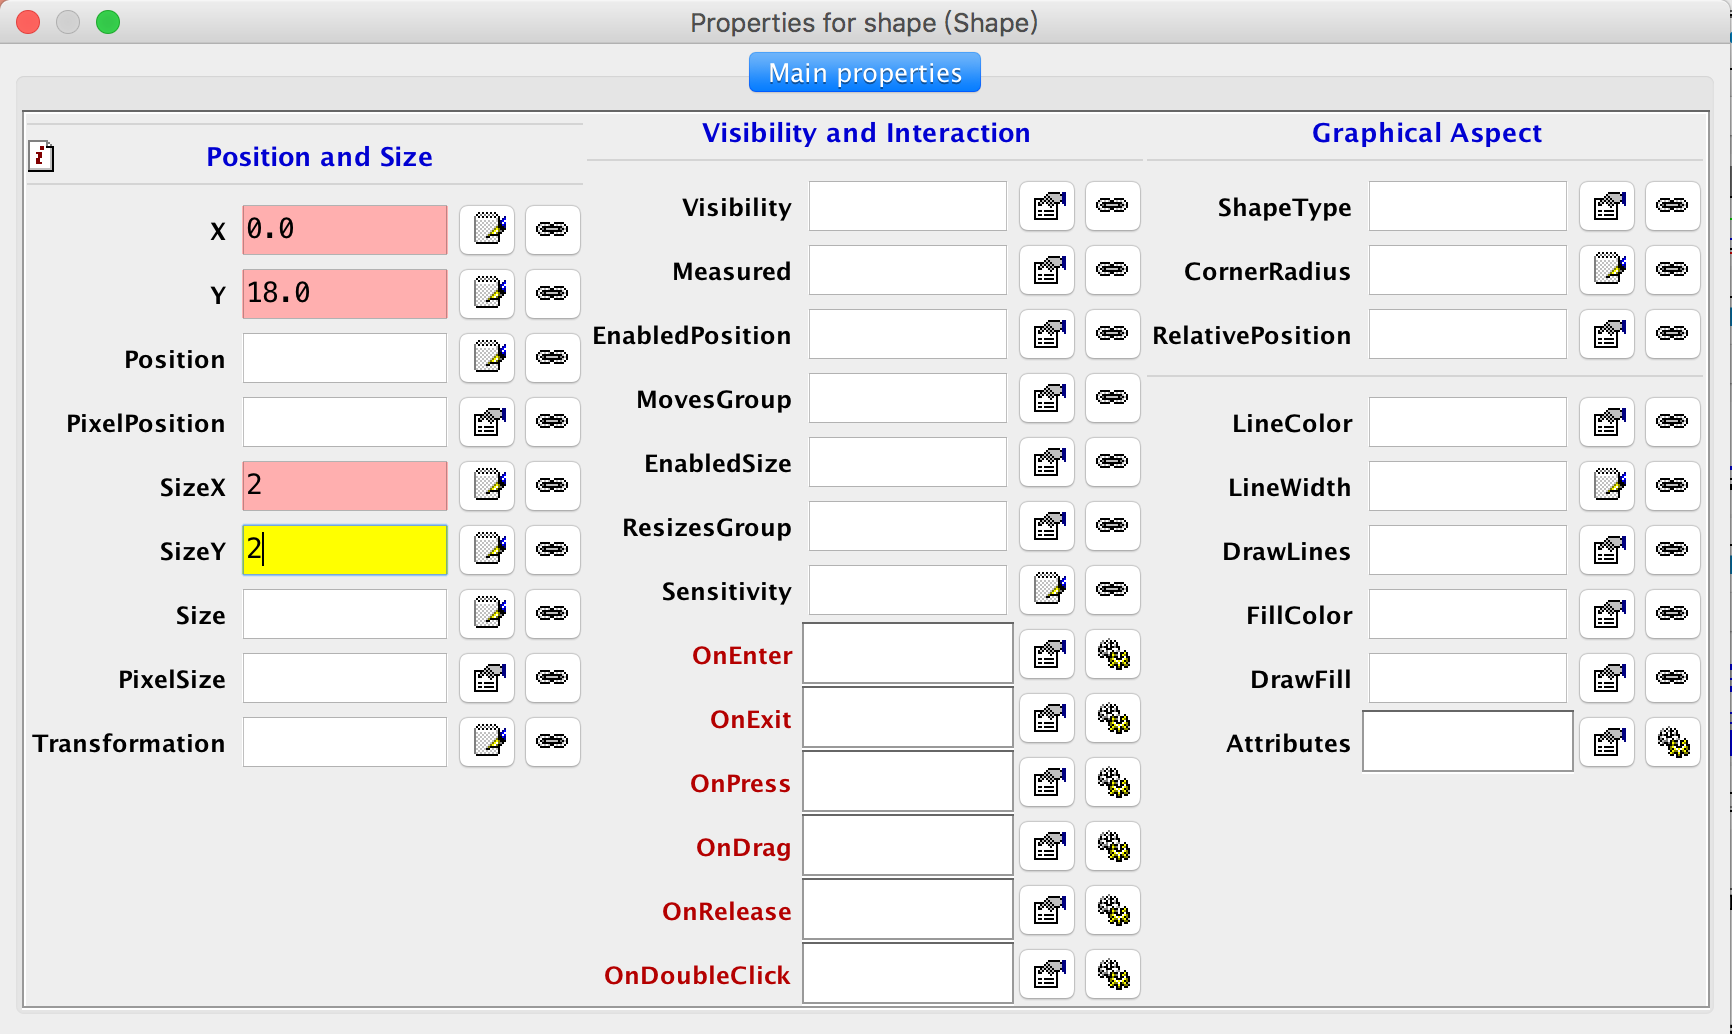 Properties for shape (Shape)
Main properties
Position and Size
X 0.0
Y 18.0
Position
PixelPosition
SizeX 2
SizeY 2
Size
PixelSize
Transformation
Visibility and Interaction
Visibility
Measured
EnabledPosition
MovesGroup
EnabledSize
ResizesGroup
Sensitivity
OnEnter
OnExit
OnPress
OnDrag
OnRelease
OnDoubleClick
Graphical Aspect
ShapeType
CornerRadius
RelativePosition
LineColor
LineWidth
DrawLines
FillColor
DrawFill
Attributes